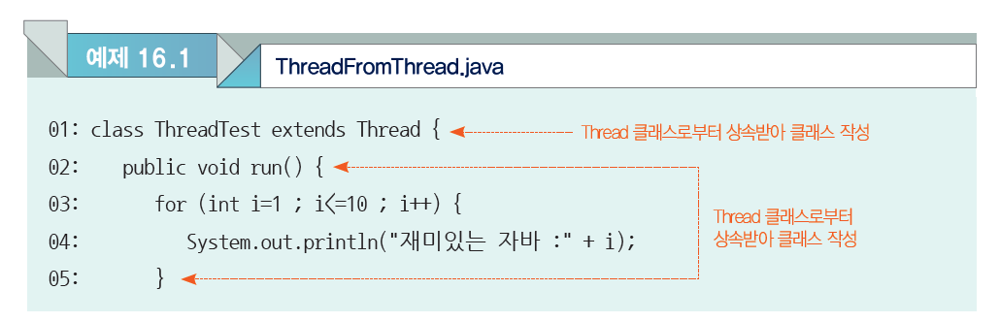 예제 16.1
ThreadFromThread.java
01: class ThreadTest extends Thread {
Thread 클래스로부터 상속받아 클래스 작성
02: public void run() {
03: for (int i=1 ; i<=10 ; i++) {
Thread 클래스로부터
상속받아 클래스 작성
04: System.out.println("재미있는 자바 :" + i);
05: }